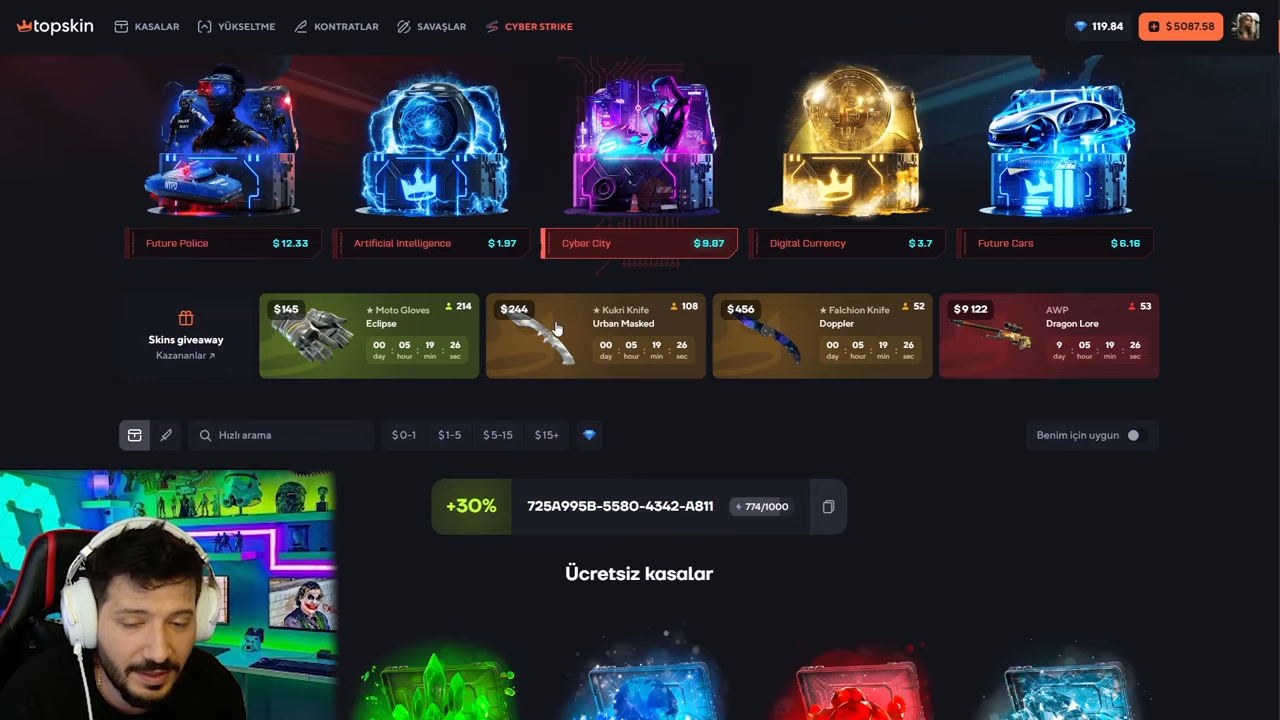 topskin
KASALAR
YÜKSELTME
KONTRATLAR
SAVAŞLAR
CYBER STRIKE
119.84
$5087.58
POLICE
NYPD
Future Police $12.33
Artificial Intelligence $1.97
Cyber City $9.87
Digital Currency $3.7
Future Cars $6.16
Skins giveaway
Kazananlar ↗
$145
★ Moto Gloves 214
Eclipse
00 : 05 : 19 : 26
day hour min sec
$244
★ Kukri Knife 108
Urban Masked
00 : 05 : 19 : 26
day hour min sec
$456
★ Falchion Knife 52
Doppler
00 : 05 : 19 : 26
day hour min sec
$9 122
AWP 53
Dragon Lore
9 : 05 : 19 : 26
day hour min sec
Hızlı arama
$0-1
$1-5
$5-15
$15+
Benim için uygun
+30% 725A995B-5580-4342-A811 774/1000
Ücretsiz kasalar